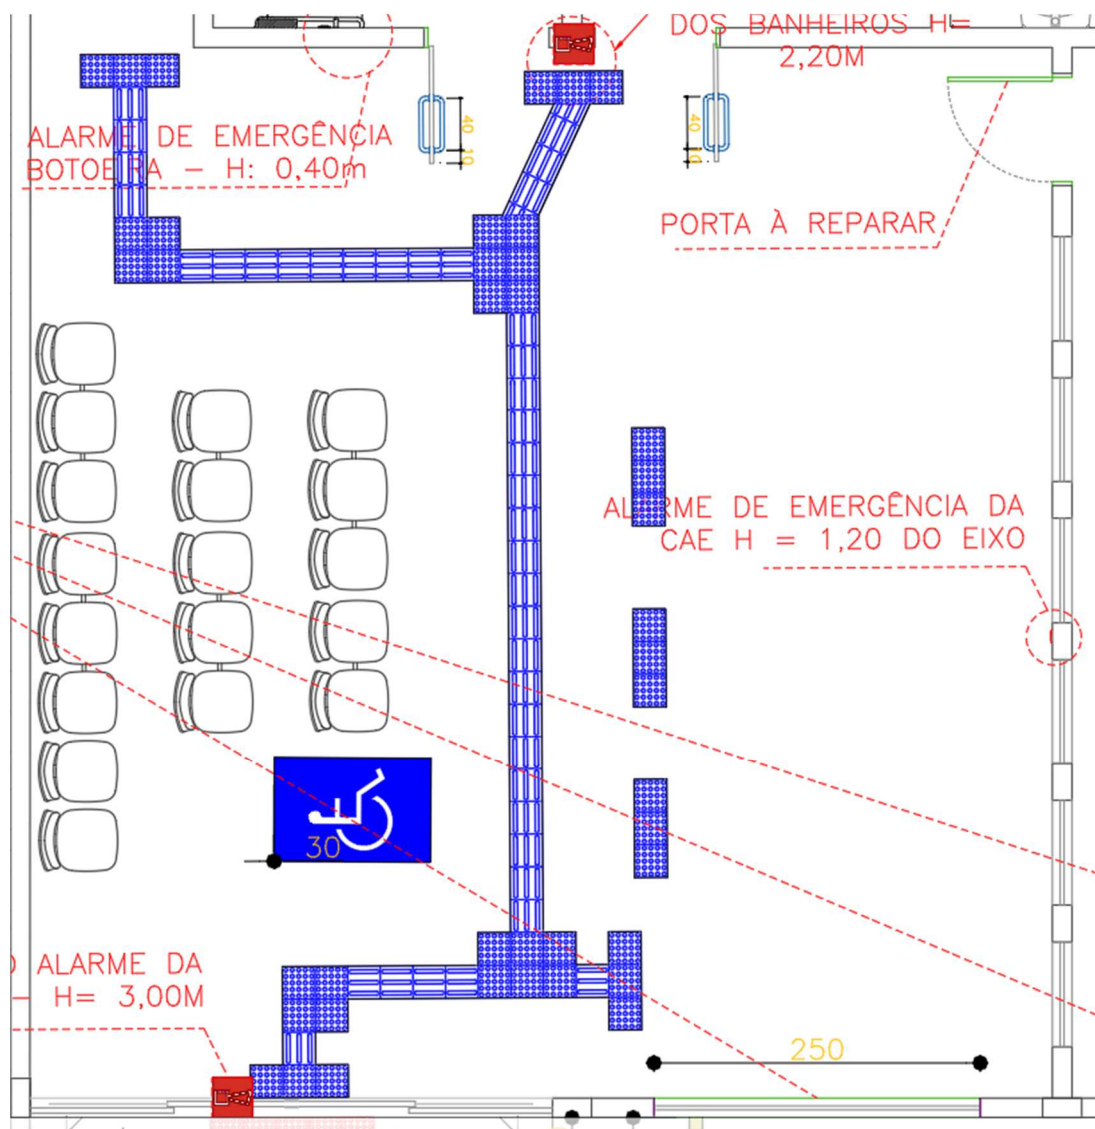 DOS BANHEIROS H=
2,20M
ALARME DE EMERGÊNCIA
BOTOEIRA – H: 0,40m
40
10
40
10
PORTA À REPARAR
ALARME DE EMERGÊNCIA DA
CAE H = 1,20 DO EIXO
30
ALARME DA
– H= 3,00M
250